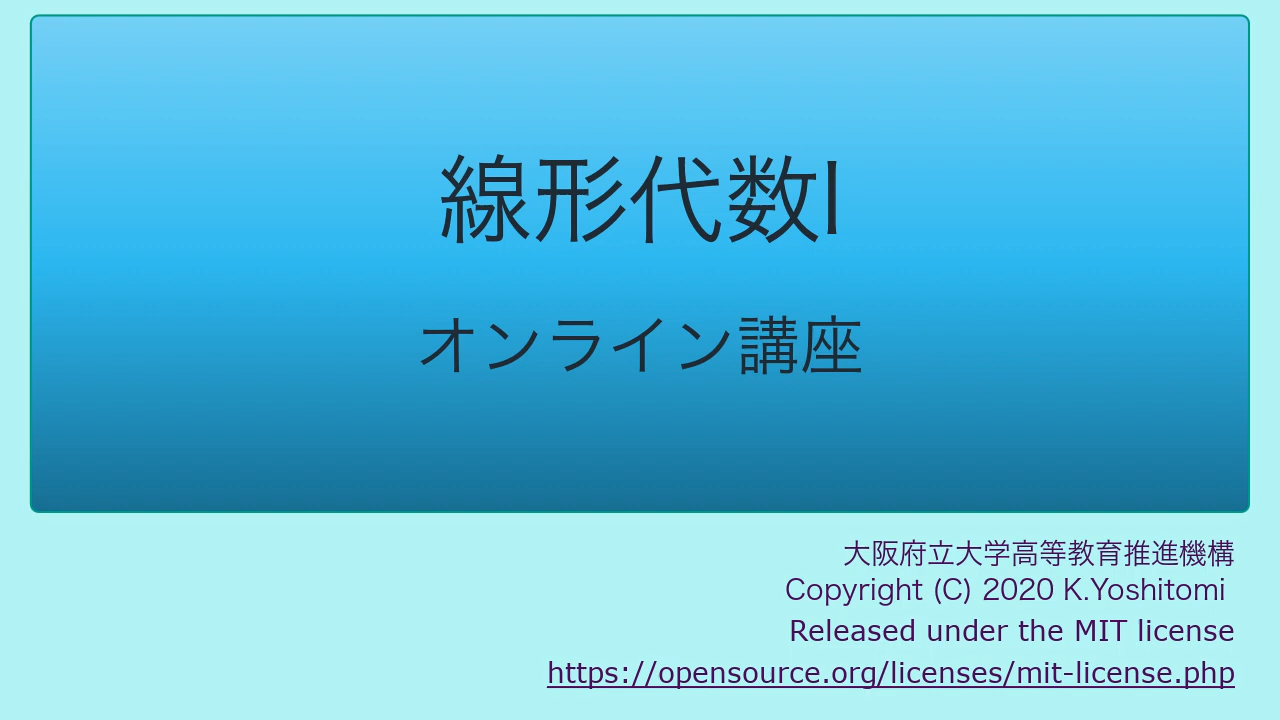 線形代数I
オンライン講座
大阪府立大学高等教育推進機構
Copyright (C) 2020 K.Yoshitomi
Released under the MIT license
https://opensource.org/licenses/mit-license.php